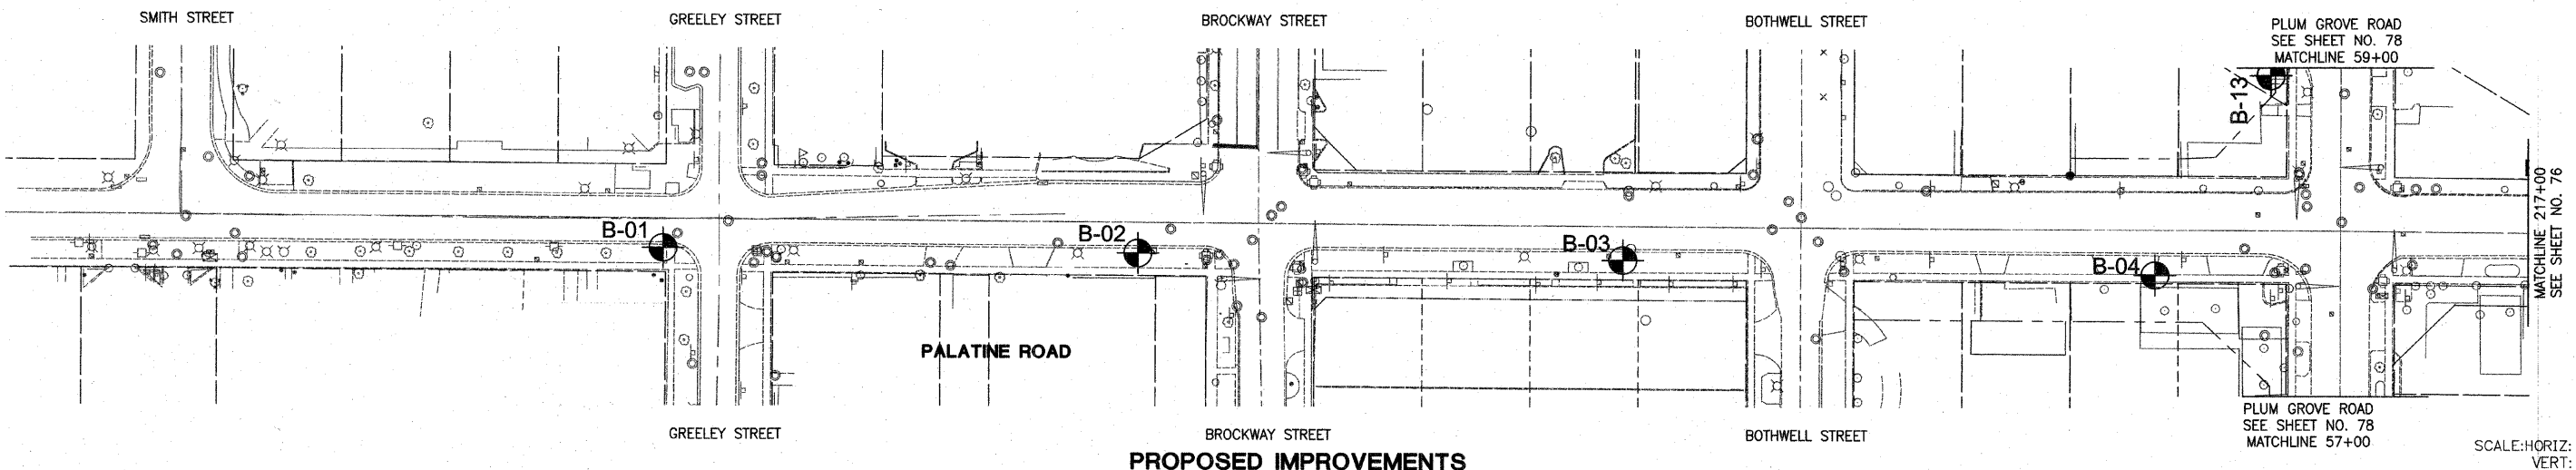 SMITH STREET
GREELEY STREET
BROCKWAY STREET
BOTHWELL STREET
PLUM GROVE ROAD
SEE SHEET NO. 78
MATCHLINE 59+00
B-13
MATCHLINE 217+00
SEE SHEET NO. 76
B-01
B-02
B-03
B-04
PALATINE ROAD
GREELEY STREET
BROCKWAY STREET
BOTHWELL STREET
PLUM GROVE ROAD
SEE SHEET NO. 78
MATCHLINE 57+00
PROPOSED IMPROVEMENTS
SCALE:HORIZ:
VERT: